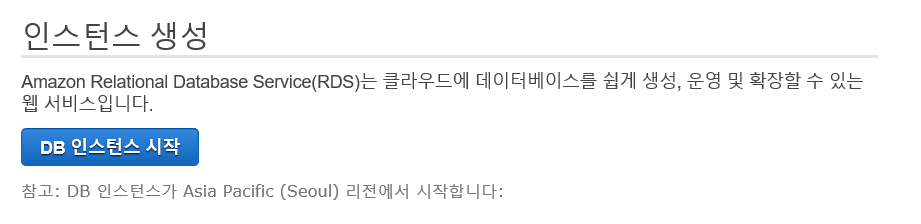 인스턴스 생성
Amazon Relational Database Service(RDS)는 클라우드에 데이터베이스를 쉽게 생성, 운영 및 확장할 수 있는
웹 서비스입니다.
DB 인스턴스 시작
참고: DB 인스턴스가 Asia Pacific (Seoul) 리전에서 시작합니다: